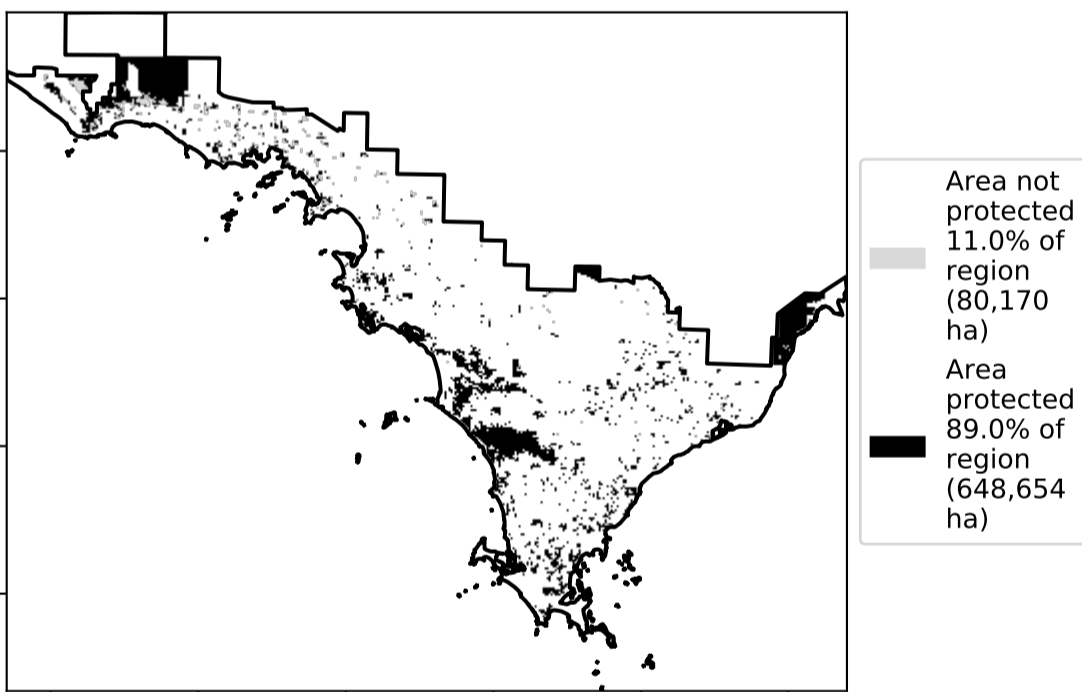 Area not
protected
11.0% of
region
(80,170
ha)
Area
protected
89.0% of
region
(648,654
ha)